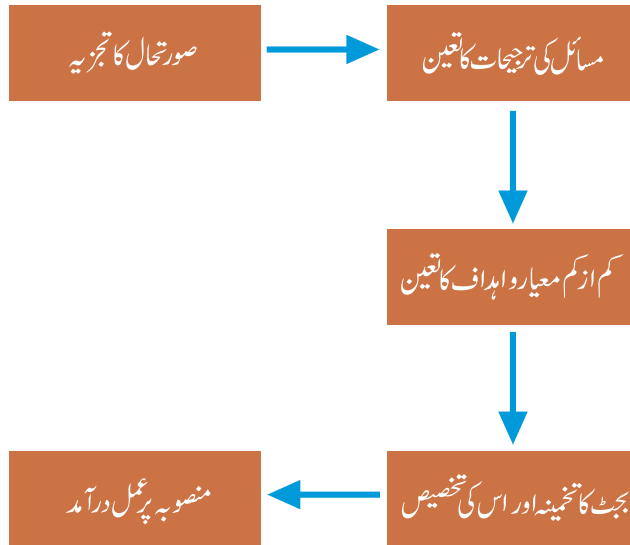 صورتحال کا تجزیہ
مسائل کی ترجیحات کا تعین
کم از کم معیار و اہداف کا تعین
بجٹ کا تخمینہ اور اس کی تخصیص
منصوبہ پر عمل درآمد